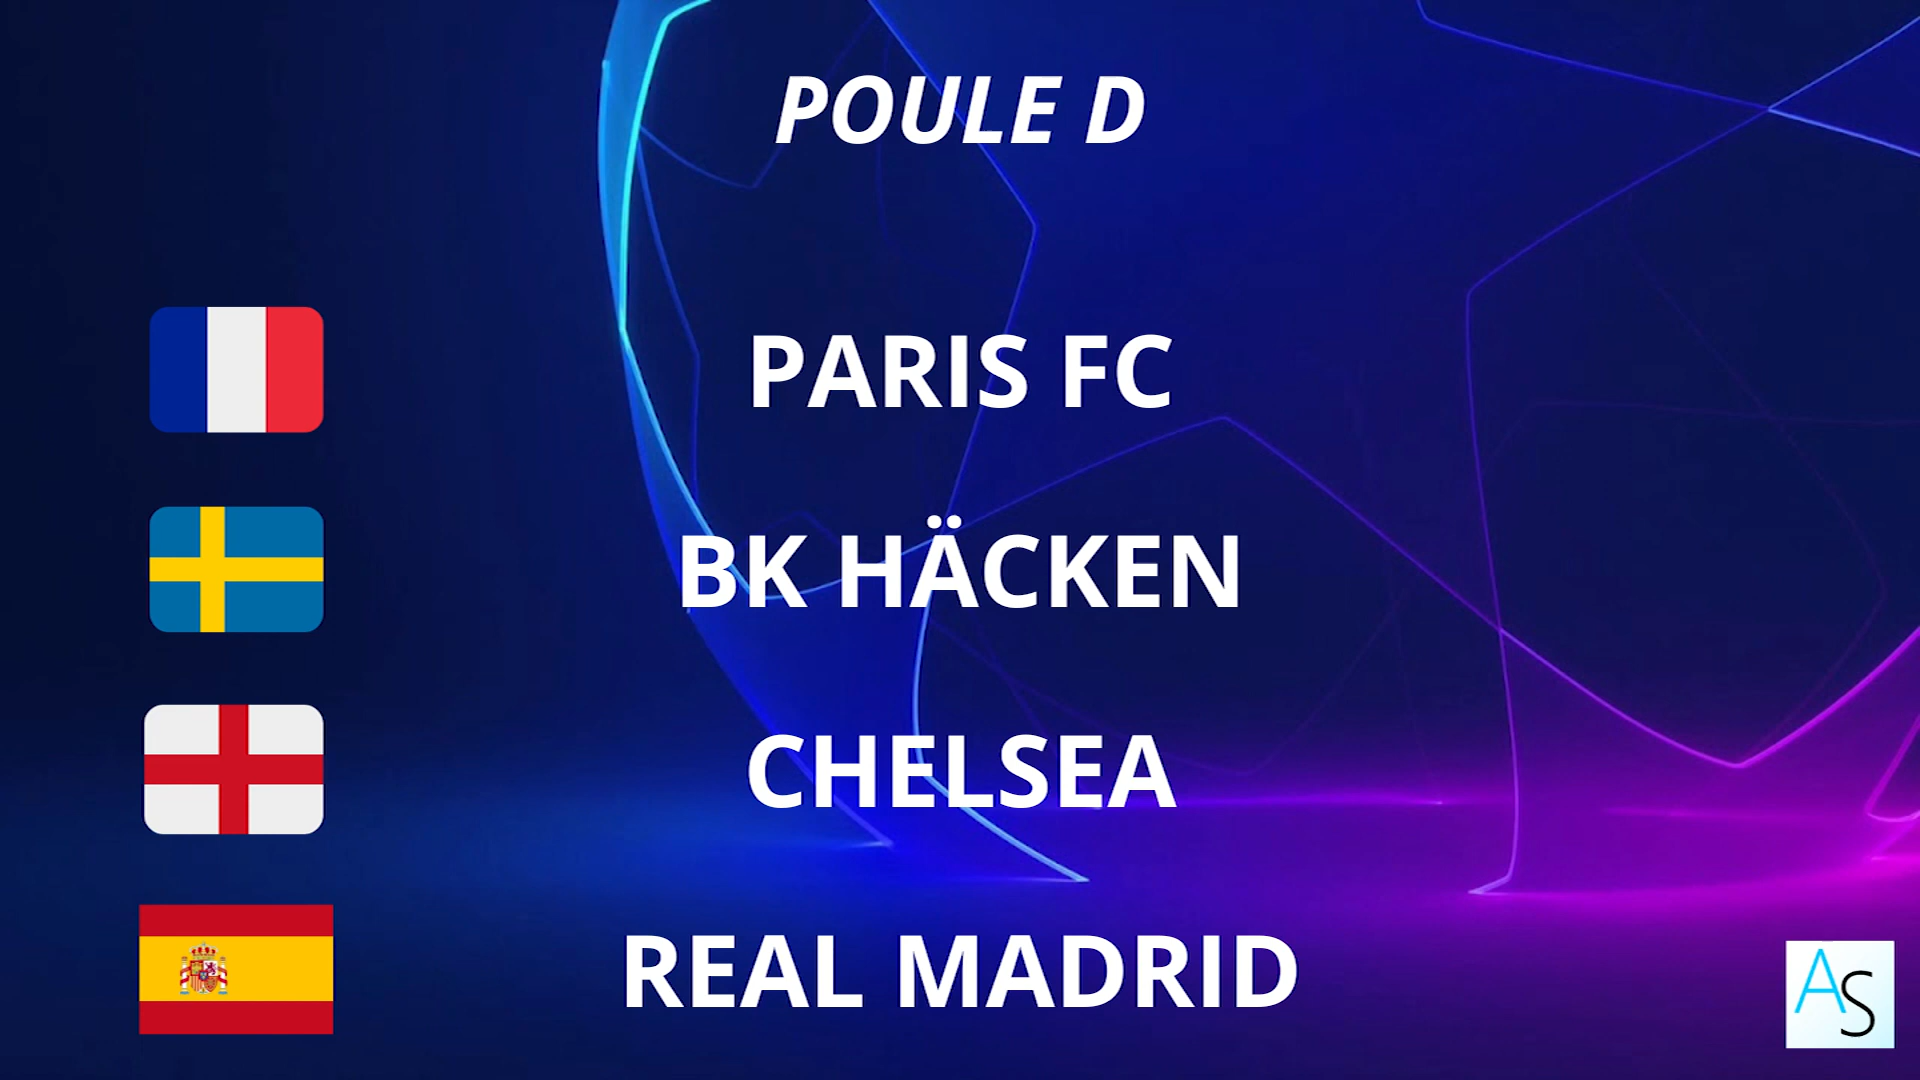 POULE D
PARIS FC
BK HÄCKEN
CHELSEA
REAL MADRID
AS